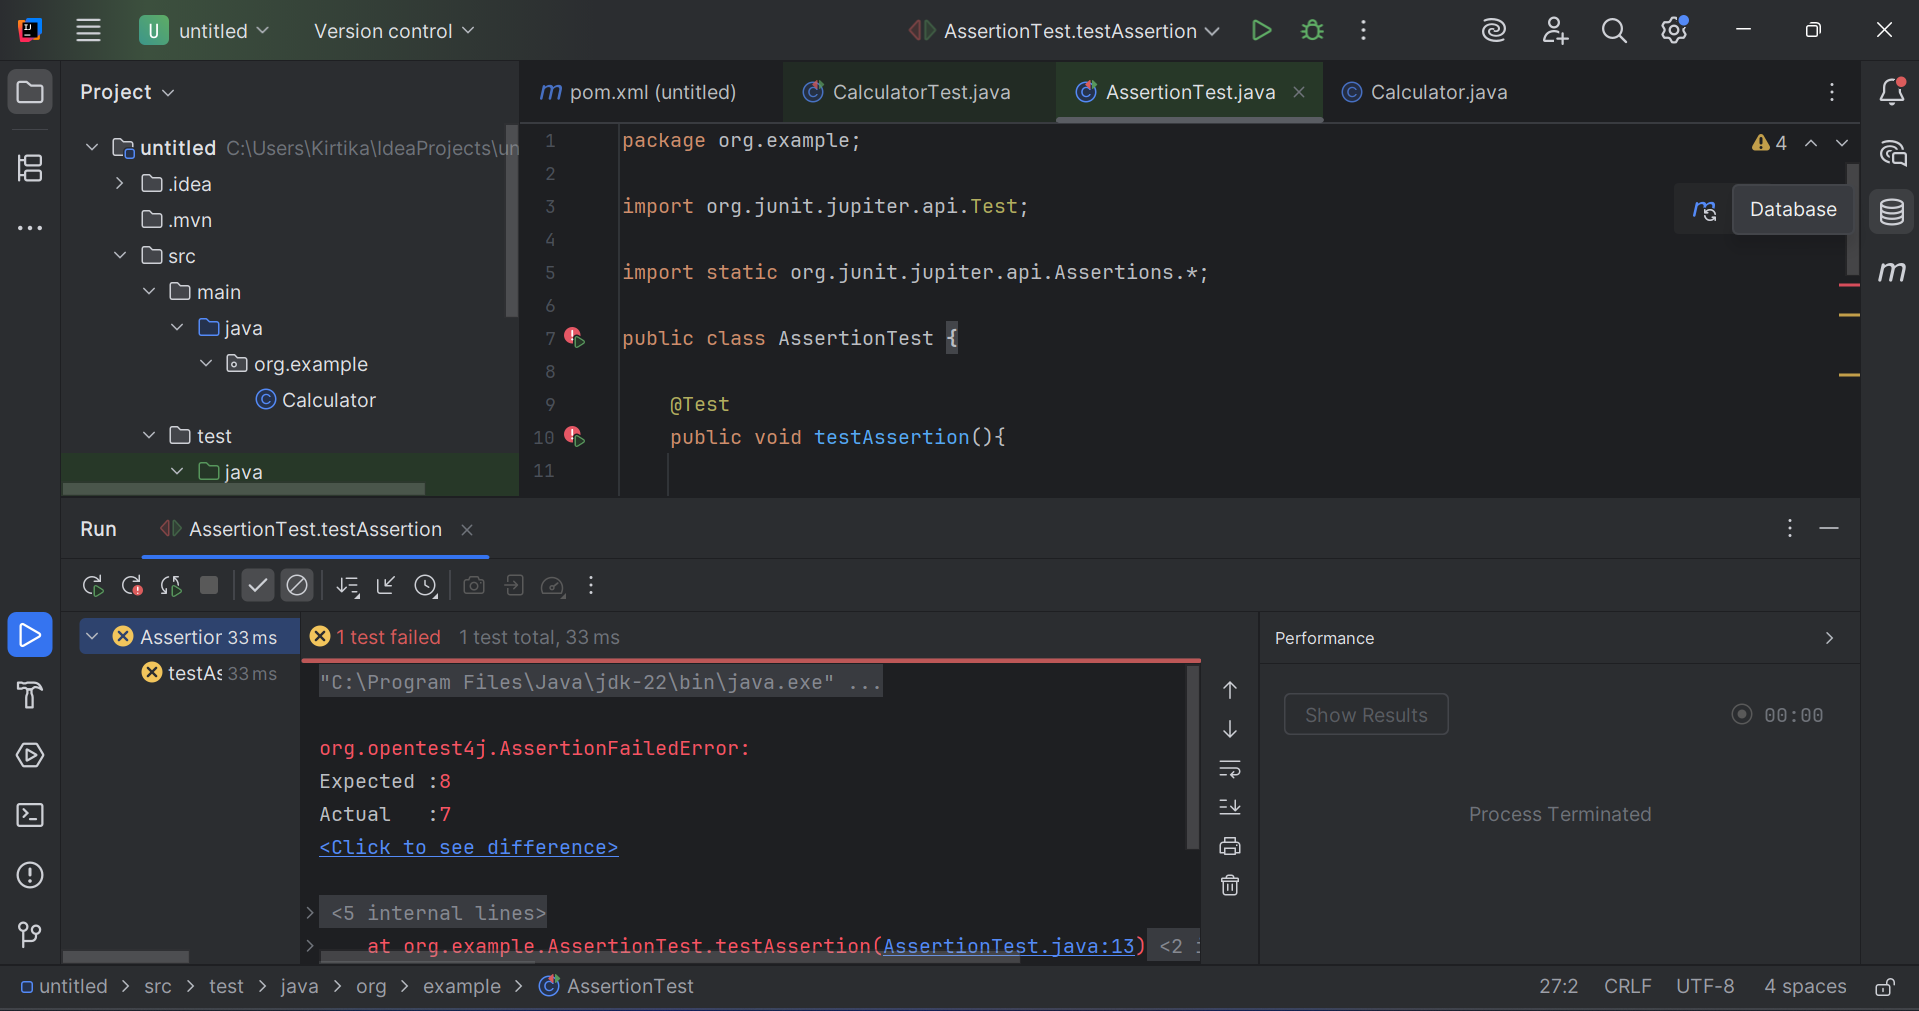 U untitled
Version control
AssertionTest.testAssertion
Project
pom.xml (untitled)
CalculatorTest.java
AssertionTest.java
Calculator.java
untitled C:\Users\Kirtika\IdeaProjects\un
.idea
.mvn
src
main
java
org.example
Calculator
test
java
1 package org.example;
2
3 import org.junit.jupiter.api.Test;
4
5 import static org.junit.jupiter.api.Assertions.*;
6
7 public class AssertionTest {
8
9 @Test
10 public void testAssertion(){
11
4
Database
Run
AssertionTest.testAssertion
Assertior 33 ms
testAs 33 ms
1 test failed 1 test total, 33 ms
"C:\Program Files\Java\jdk-22\bin\java.exe" ...
org.opentest4j.AssertionFailedError:
Expected :8
Actual :7
<Click to see difference>
<5 internal lines>
at org.example.AssertionTest.testAssertion(AssertionTest.java:13) <2
Performance
Show Results
00:00
Process Terminated
untitled > src > test > java > org > example > AssertionTest
27:2 CRLF UTF-8 4 spaces